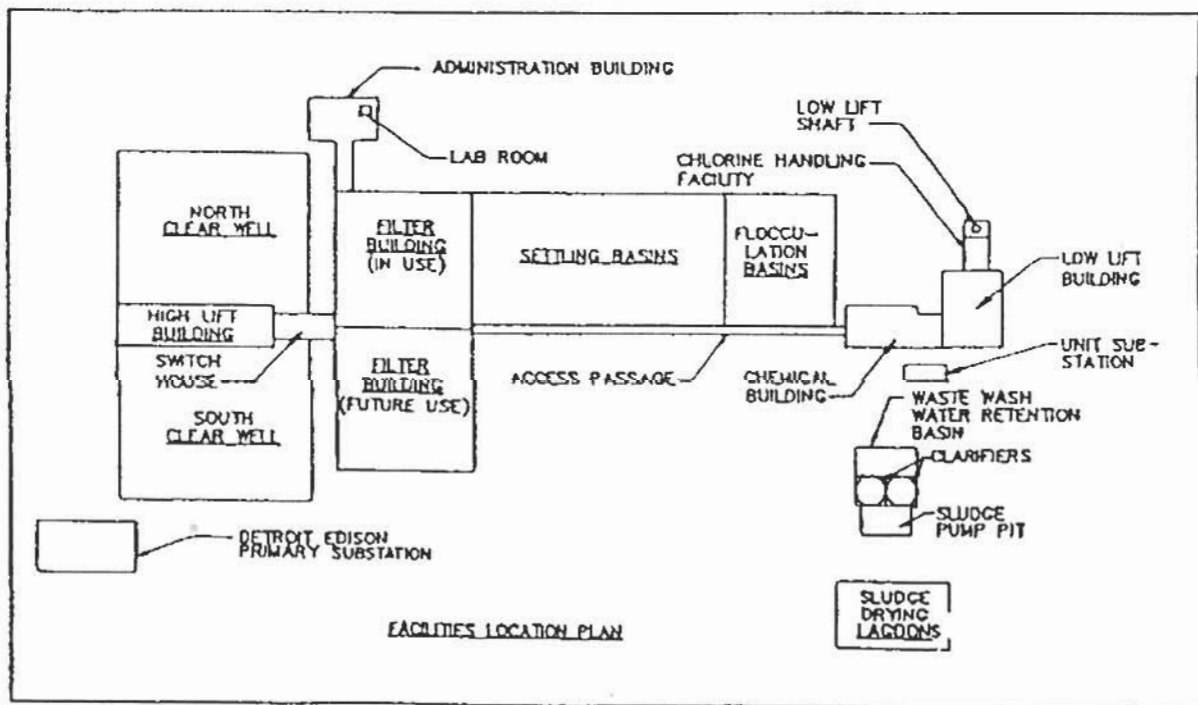 ADMINISTRATION BUILDING
LAB ROOM
LOW LIFT
SHAFT
CHLORINE HANDLING
FACILITY
NORTH
CLEAR WELL
FILTER
BUILDING
(IN USE)
SETTLING BASINS
FLOCCU-
LATION
BASINS
LOW LIFT
BUILDING
HIGH LIFT
BUILDING
SWITCH
HOUSE
FILTER
BUILDING
(FUTURE USE)
ACCESS PASSAGE
CHEMICAL
BUILDING
UNIT SUB-
STATION
SOUTH
CLEAR WELL
WASTE WASH
WATER RETENTION
BASIN
CLARIFIERS
SLUDGE
PUMP PIT
DETROIT EDISON
PRIMARY SUBSTATION
SLUDGE
DRYING
LAGOONS
FACILITIES LOCATION PLAN